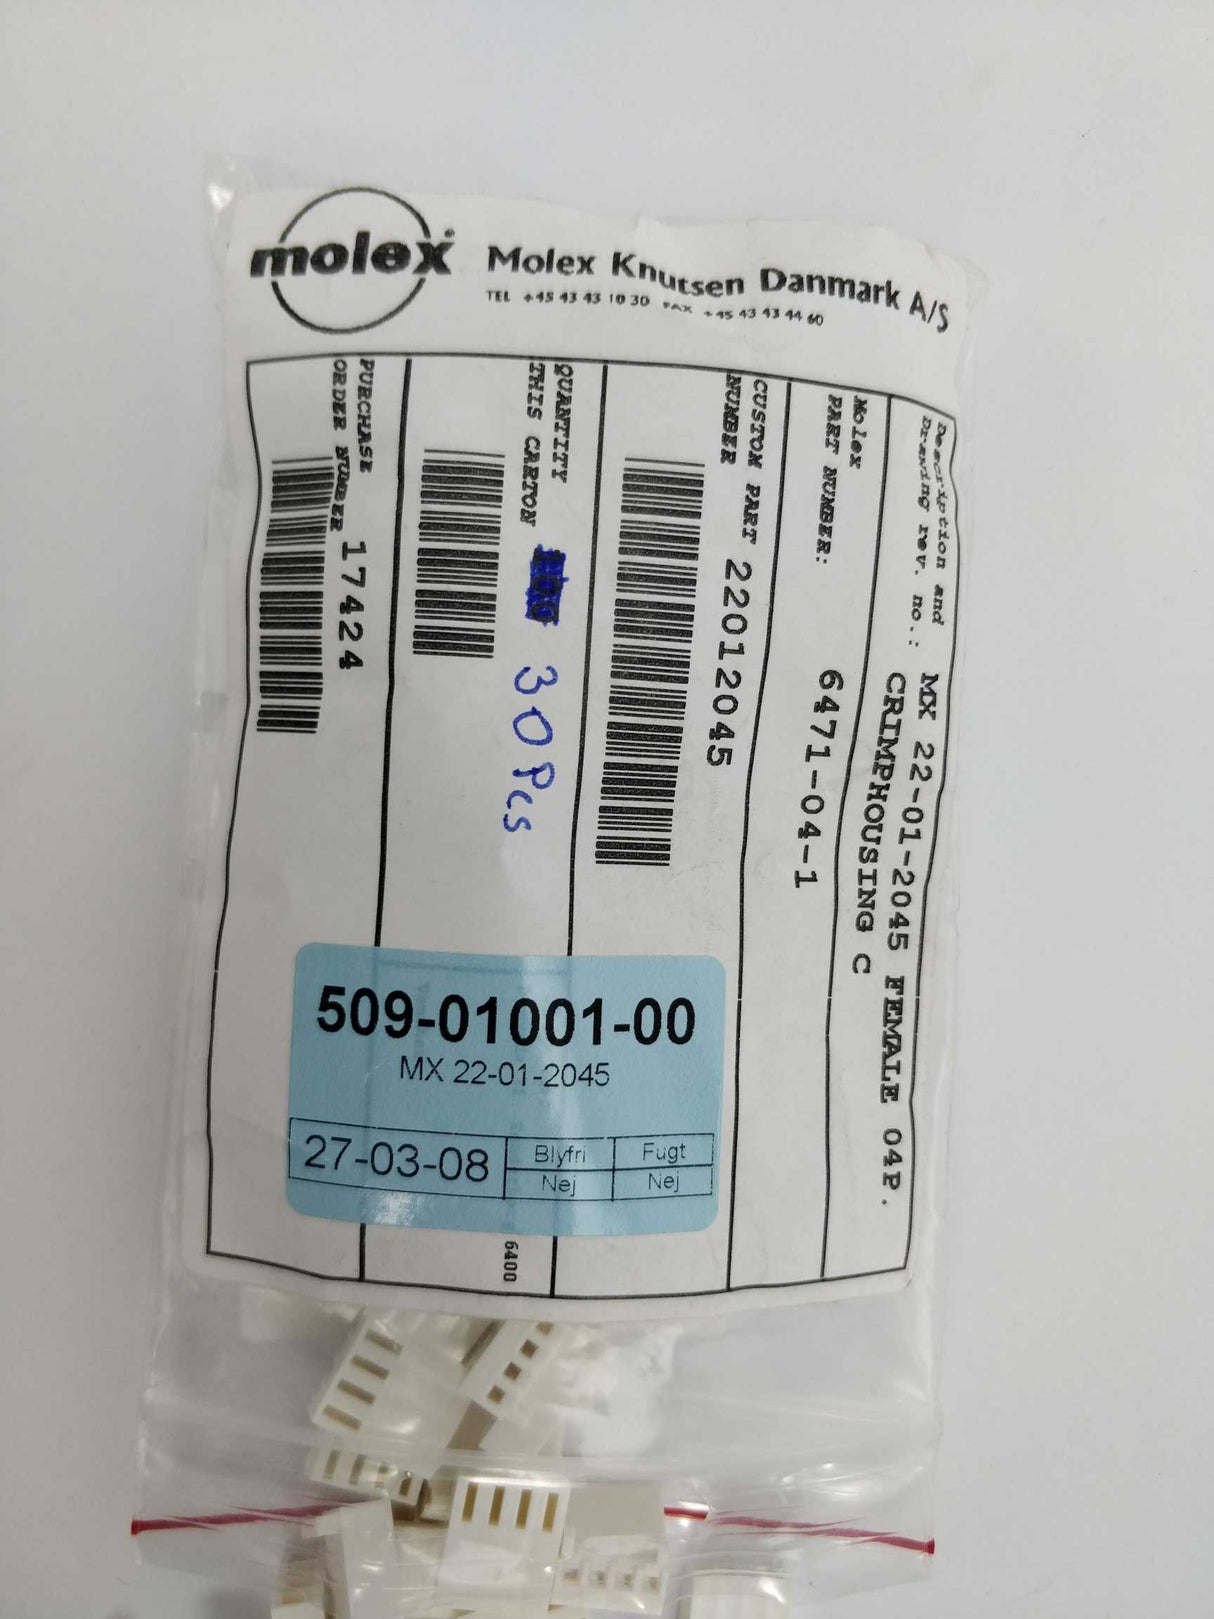 molex®
Molex Knutsen Danmark A/S
TEL +45 43 43 10 30 FAX +45 43 43 44 60
Description and
Drawing rev. no.:
MX 22-01-2045 FEMALE 04P.
CRIMPHOUSING C
Molex
PART NUMBER:
6471-04-1
CUSTOM PART
NUMBER
22012045
QUANTITY
THIS CARTON
30 Pcs
PURCHASE
ORDER NUMBER
17424
6400
509-01001-00
MX 22-01-2045
27-03-08
Blyfri
Fugt
Nej
Nej